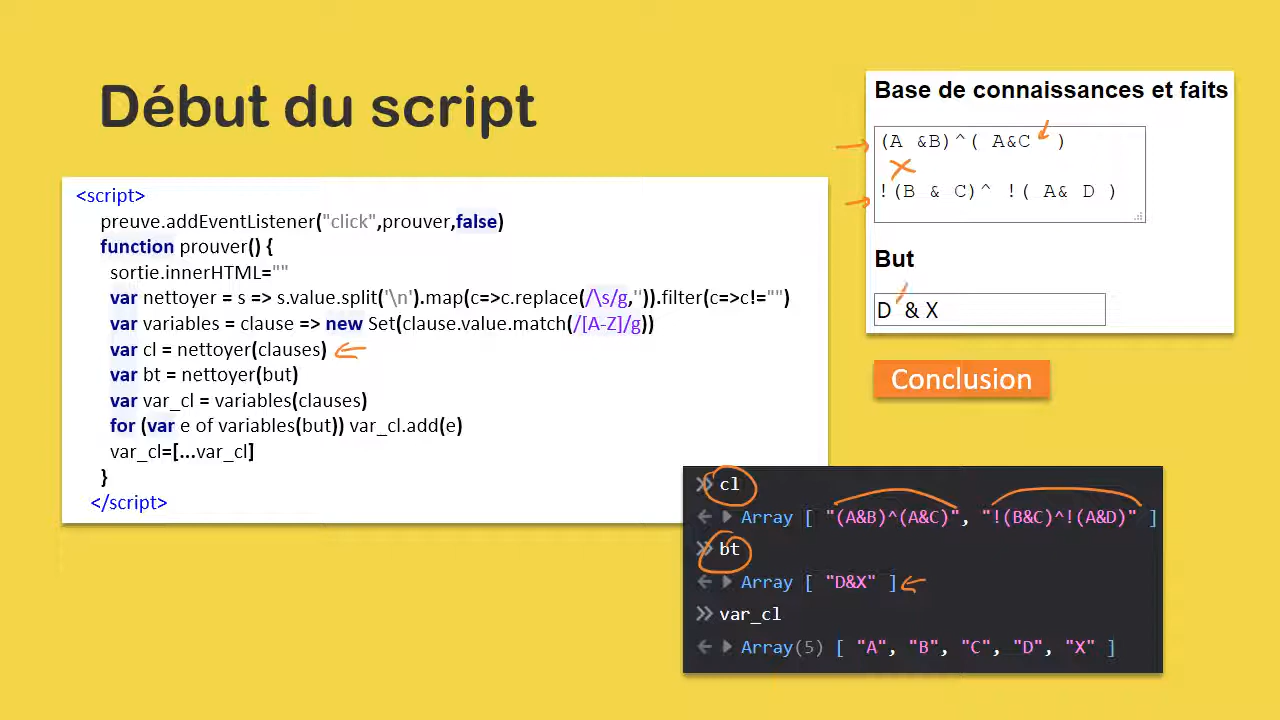 Début du script
<script>
preuve.addEventListener("click",prouver,false)
function prouver() {
sortie.innerHTML=""
var nettoyer = s => s.value.split('\n').map(c=>c.replace(/\s/g,'')).filter(c=>c!="")
var variables = clause => new Set(clause.value.match(/[A-Z]/g))
var cl = nettoyer(clauses)
var bt = nettoyer(but)
var var_cl = variables(clauses)
for (var e of variables(but)) var_cl.add(e)
var_cl=[...var_cl]
}
</script>
Base de connaissances et faits
(A &B)^( A&C )
!(B & C)^ !( A& D )
But
D & X
Conclusion
cl
Array [ "(A&B)^(A&C)", "!(B&C)^!(A&D)" ]
bt
Array [ "D&X" ]
var_cl
Array(5) [ "A", "B", "C", "D", "X" ]